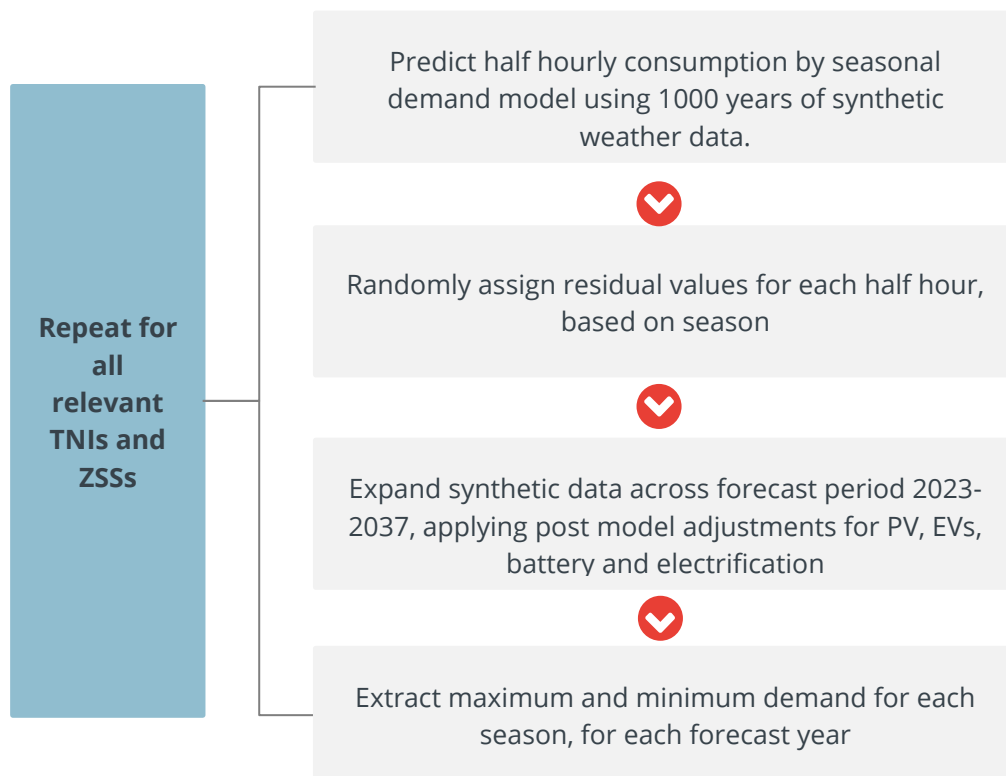 Predict half hourly consumption by seasonal
demand model using 1000 years of synthetic
weather data.
Randomly assign residual values for each half hour,
based on season
Repeat for
all
relevant
TNIs and
ZSSs
Expand synthetic data across forecast period 2023-
2037, applying post model adjustments for PV, EVs,
battery and electrification
Extract maximum and minimum demand for each
season, for each forecast year